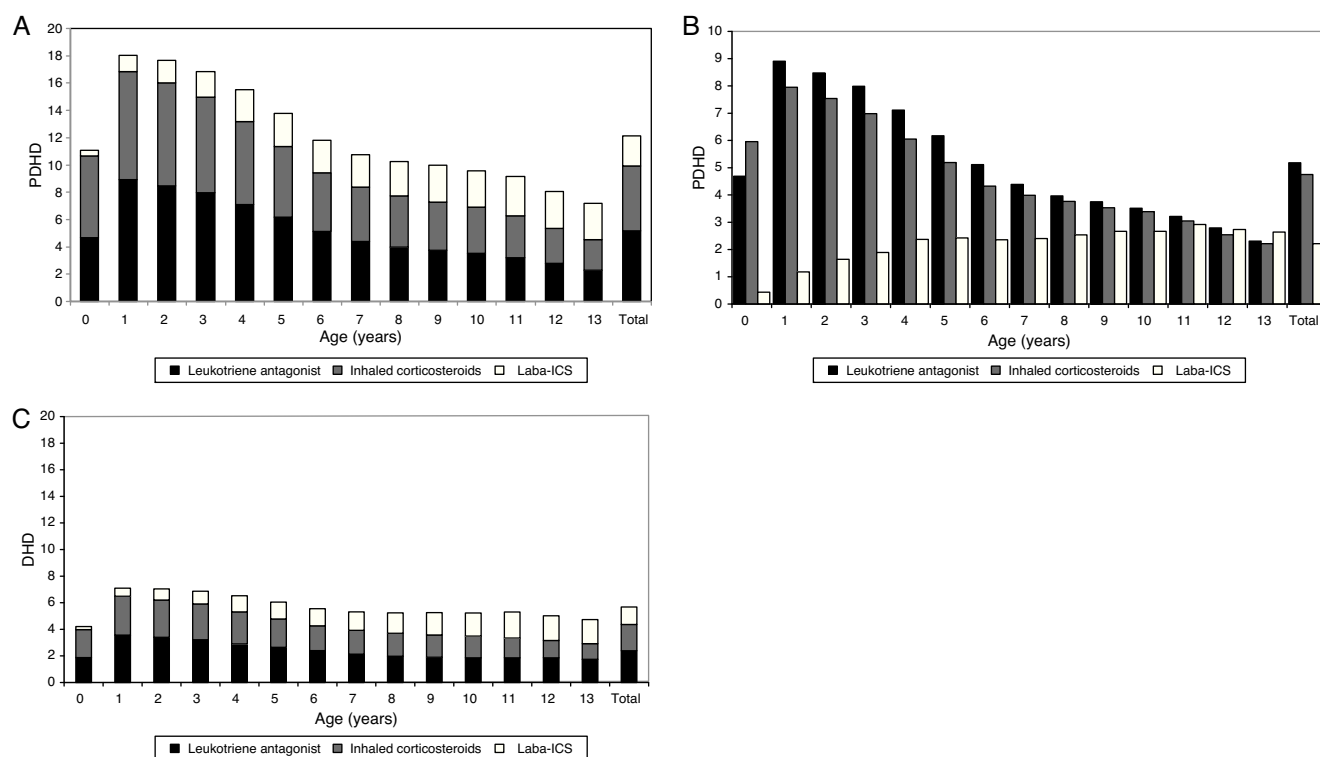 A
20
18
16
14
12
10
8
6
4
2
0
PDHD
0 1 2 3 4 5 6 7 8 9 10 11 12 13 Total
Age (years)
Leukotriene antagonist Inhaled corticosteroids Laba-ICS
B
10
9
8
7
6
5
4
3
2
1
0
PDHD
0 1 2 3 4 5 6 7 8 9 10 11 12 13 Total
Age (years)
Leukotriene antagonist Inhaled corticosteroids Laba-ICS
C
20
18
16
14
12
10
8
6
4
2
0
DHD
0 1 2 3 4 5 6 7 8 9 10 11 12 13 Total
Age (years)
Leukotriene antagonist Inhaled corticosteroids Laba-ICS